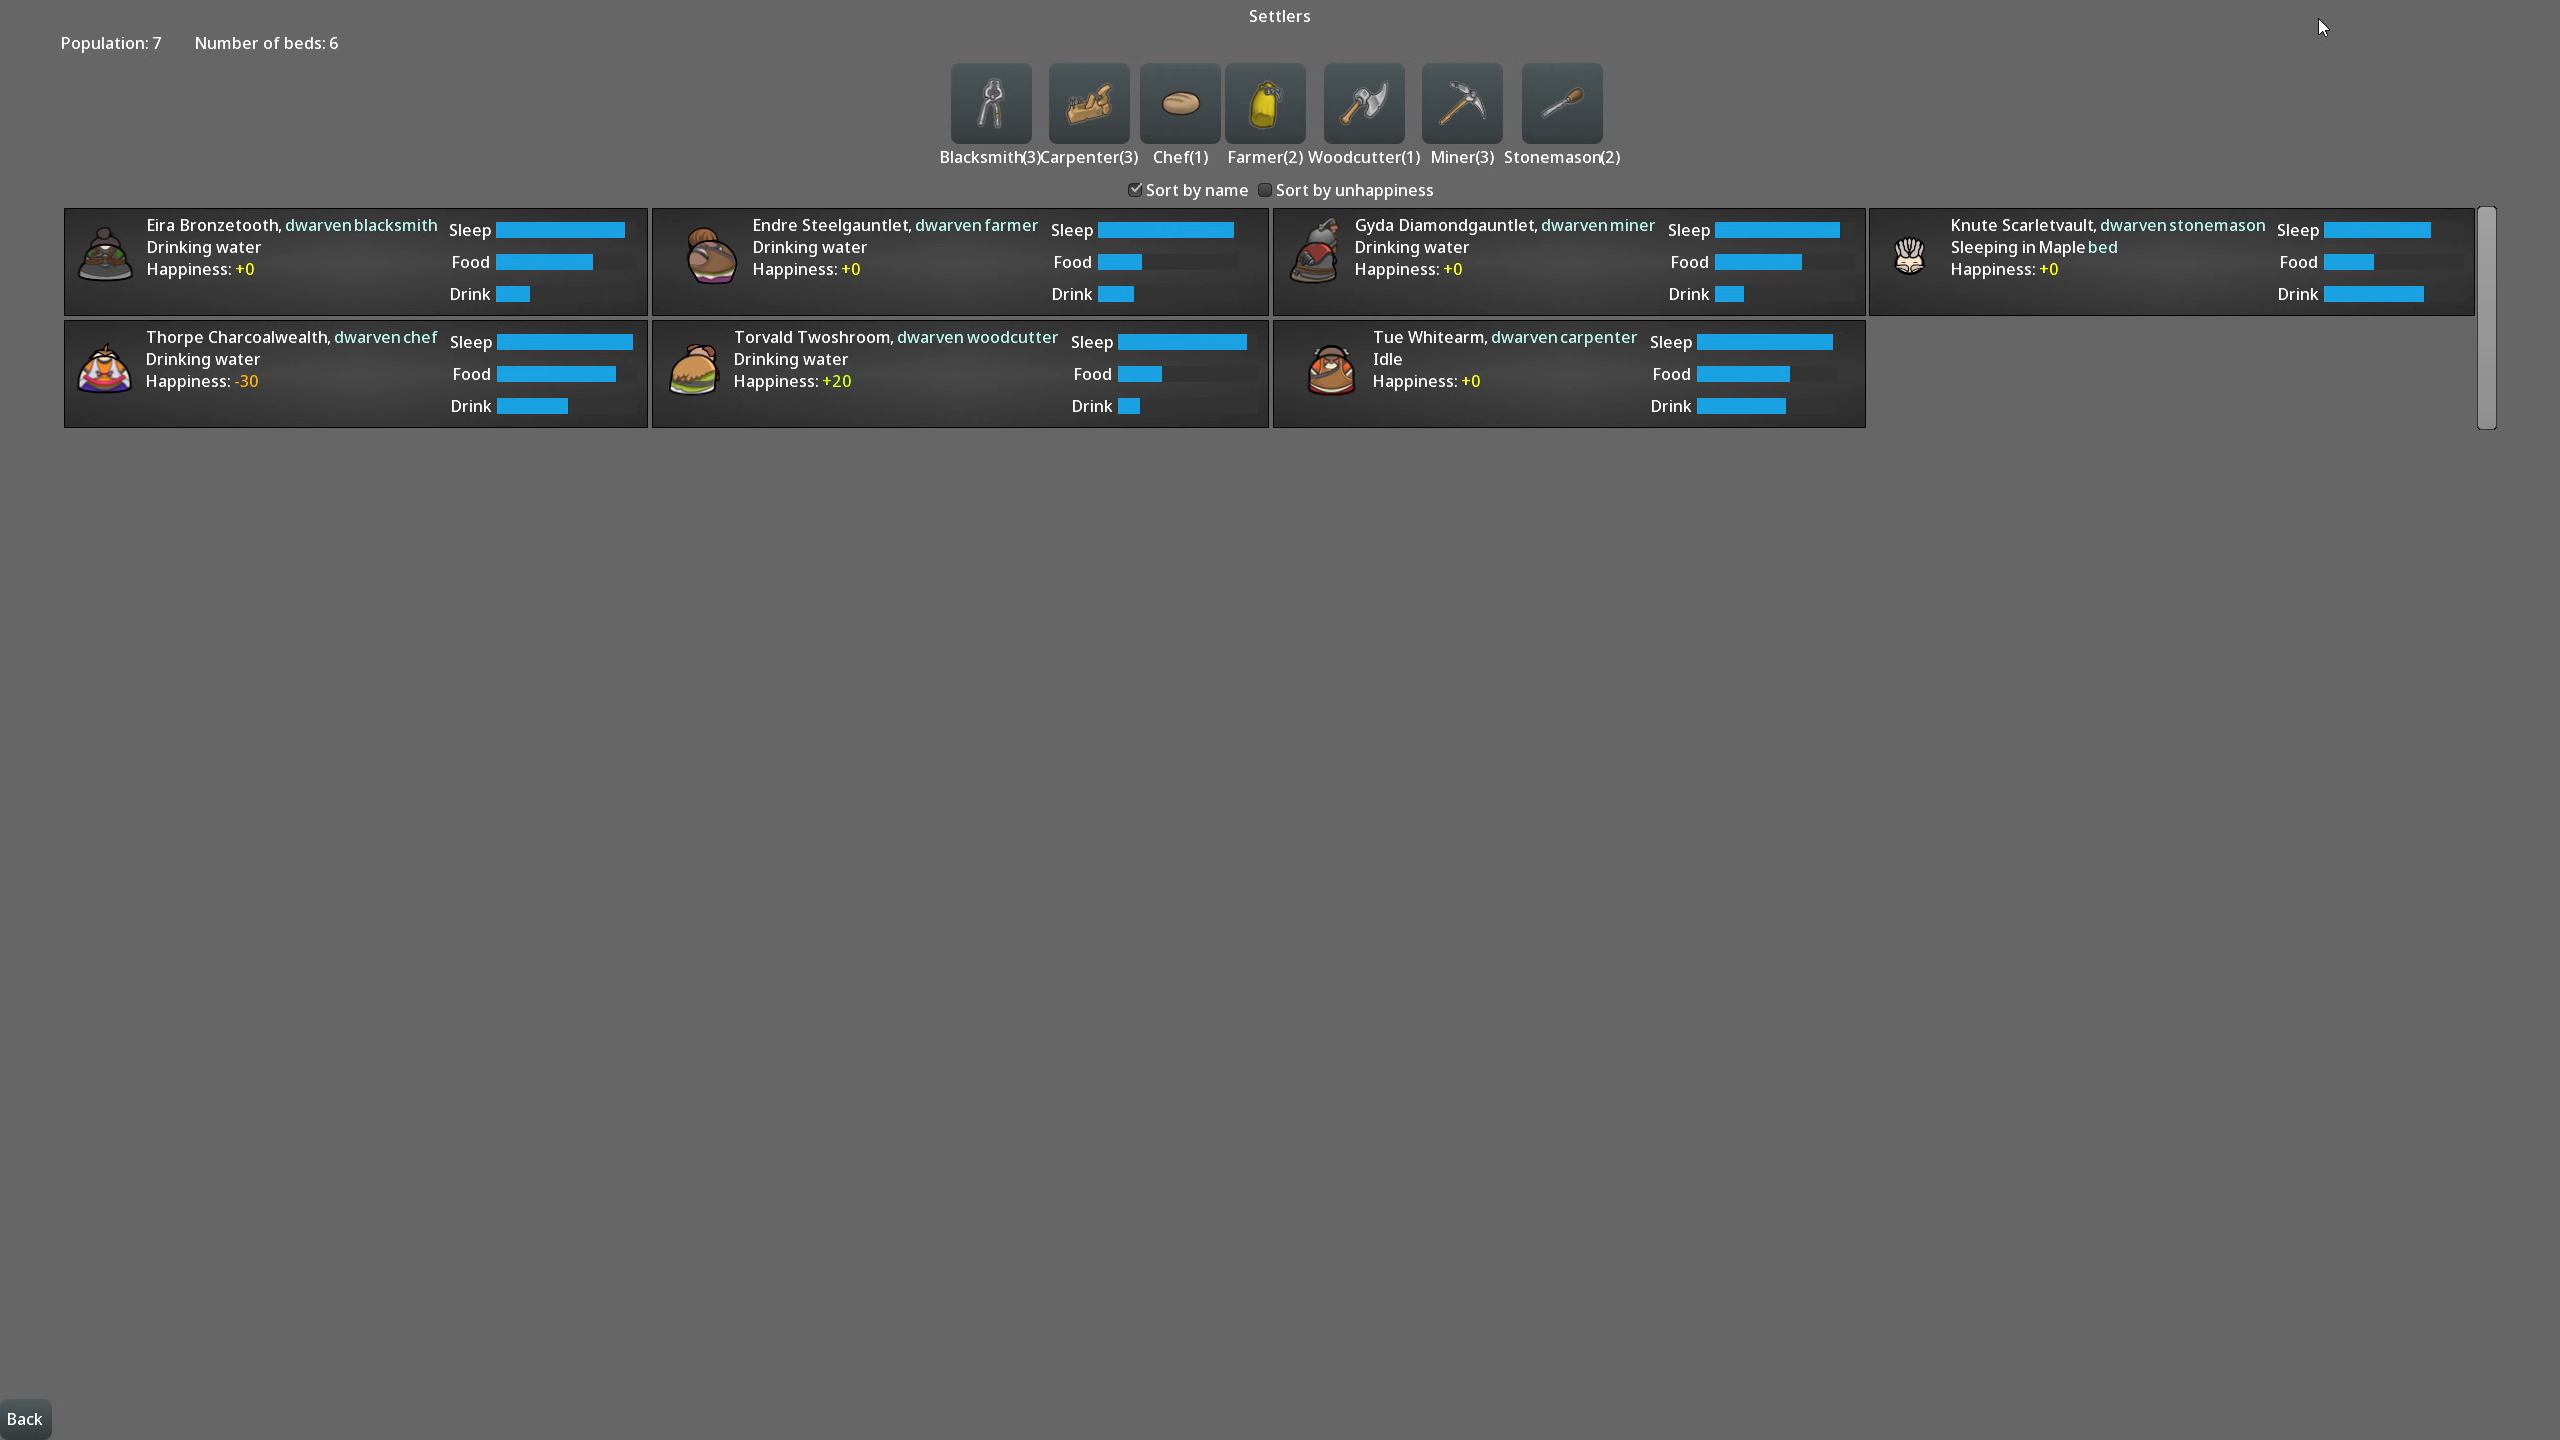 Settlers
Population: 7 Number of beds: 6
Blacksmith(3) Carpenter(3) Chef(1) Farmer(2) Woodcutter(1) Miner(3) Stonemason(2)
Sort by name Sort by unhappiness
Eira Bronzetooth, dwarven blacksmith
Drinking water
Happiness: +0
Sleep
Food
Drink
Endre Steelgauntlet, dwarven farmer
Drinking water
Happiness: +0
Sleep
Food
Drink
Gyda Diamondgauntlet, dwarven miner
Drinking water
Happiness: +0
Sleep
Food
Drink
Knute Scarletvault, dwarven stonemason
Sleeping in Maple bed
Happiness: +0
Sleep
Food
Drink
Thorpe Charcoalwealth, dwarven chef
Drinking water
Happiness: -30
Sleep
Food
Drink
Torvald Twoshroom, dwarven woodcutter
Drinking water
Happiness: +20
Sleep
Food
Drink
Tue Whitearm, dwarven carpenter
Idle
Happiness: +0
Sleep
Food
Drink
Back